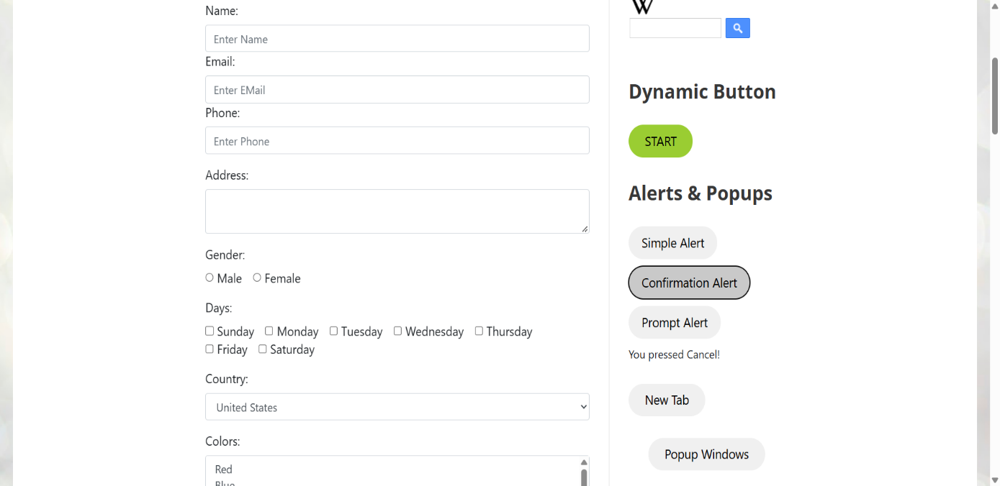 Name:
Enter Name
Email:
Enter EMail
Phone:
Enter Phone
Address:
Gender:
Male Female
Days:
Sunday Monday Tuesday Wednesday Thursday
Friday Saturday
Country:
United States
Colors:
Red
Blue
W
Dynamic Button
START
Alerts & Popups
Simple Alert
Confirmation Alert
Prompt Alert
You pressed Cancel!
New Tab
Popup Windows